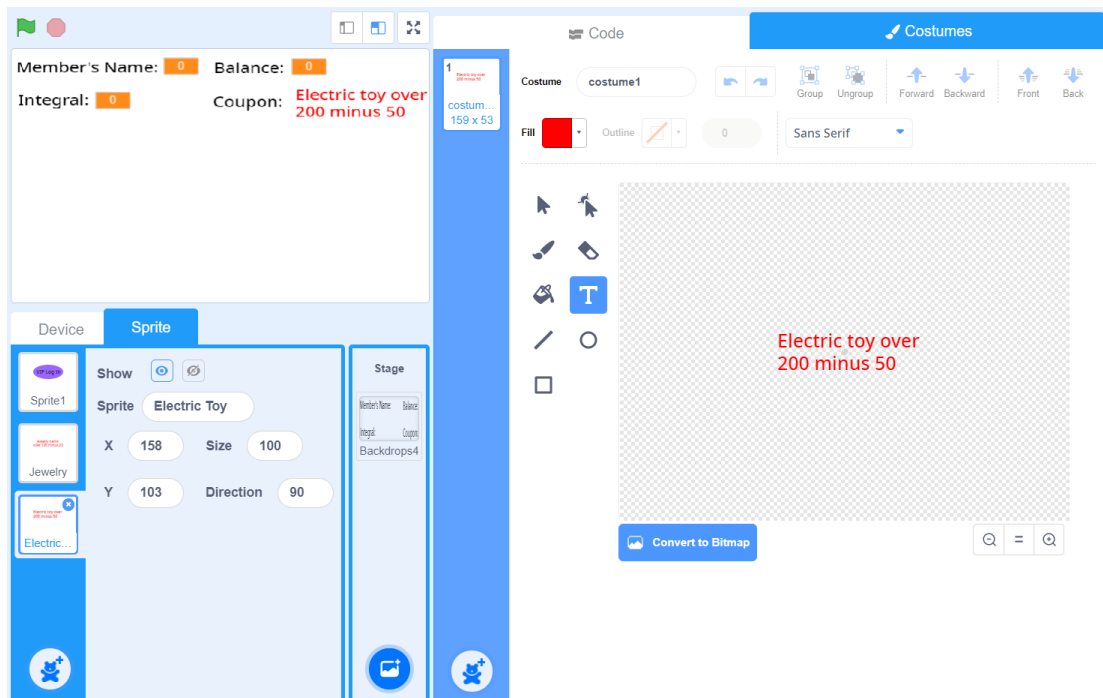 Code
Costumes
Member's Name: 0 Balance: 0
Integral: 0 Coupon: Electric toy over
200 minus 50
1
Electric toy over
200 minus 50
costum...
159 x 53
Costume costume1
Group Ungroup Forward Backward Front Back
Fill Outline 0 Sans Serif
Electric toy over
200 minus 50
Convert to Bitmap
Device Sprite
Sprite1
Jewelry
Electric...
Show
Sprite Electric Toy
X 158 Size 100
Y 103 Direction 90
Stage
Member's Name: Balance:
Integral: Coupon:
Backdrops4